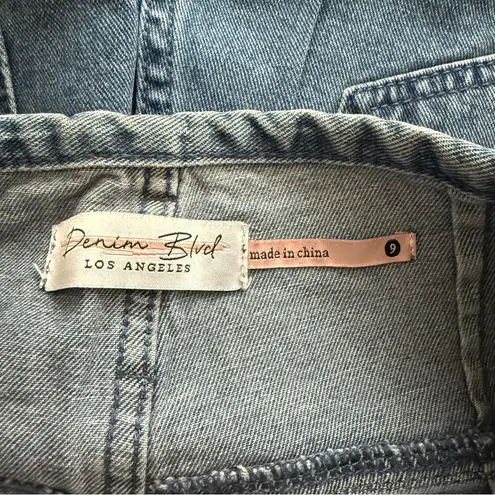 Denim Blvd
LOS ANGELES
made in china 9